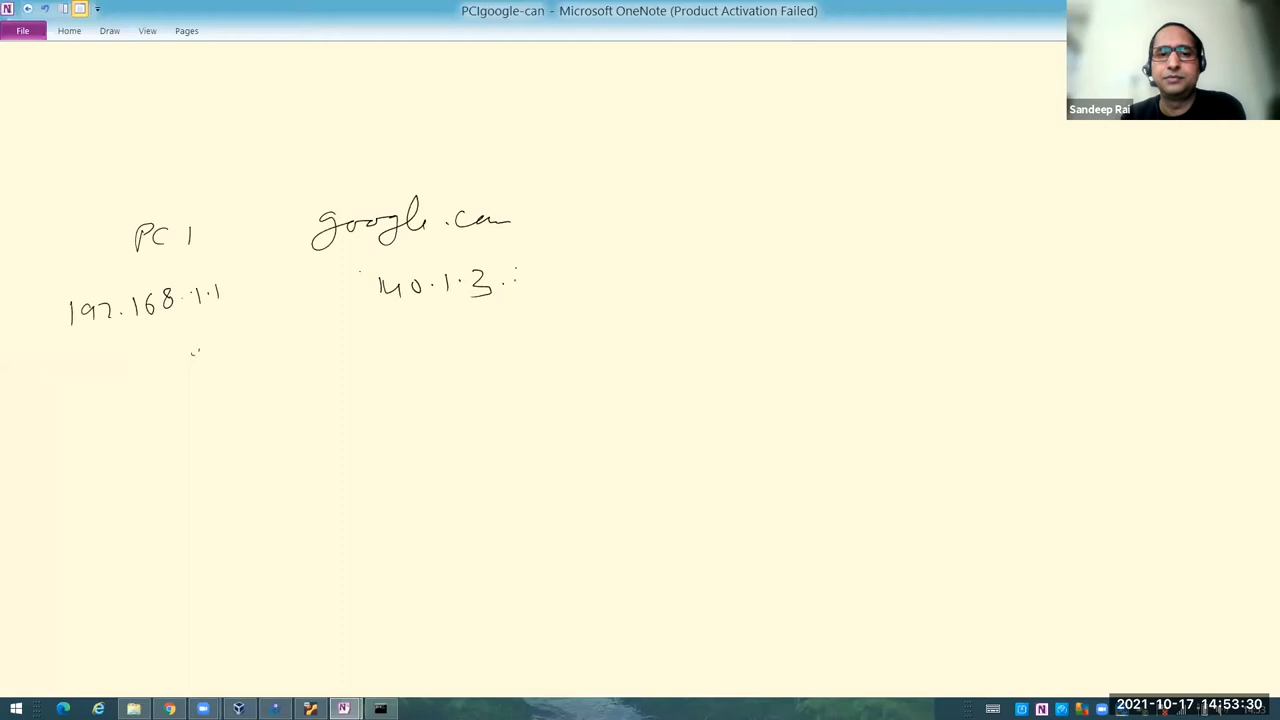 PCIgoogle-can - Microsoft OneNote (Product Activation Failed)
File Home Draw View Pages
Sandeep Rai
PC 1 google.com
192.168.1.1 140.1.3.
2021-10-17 14:53:30